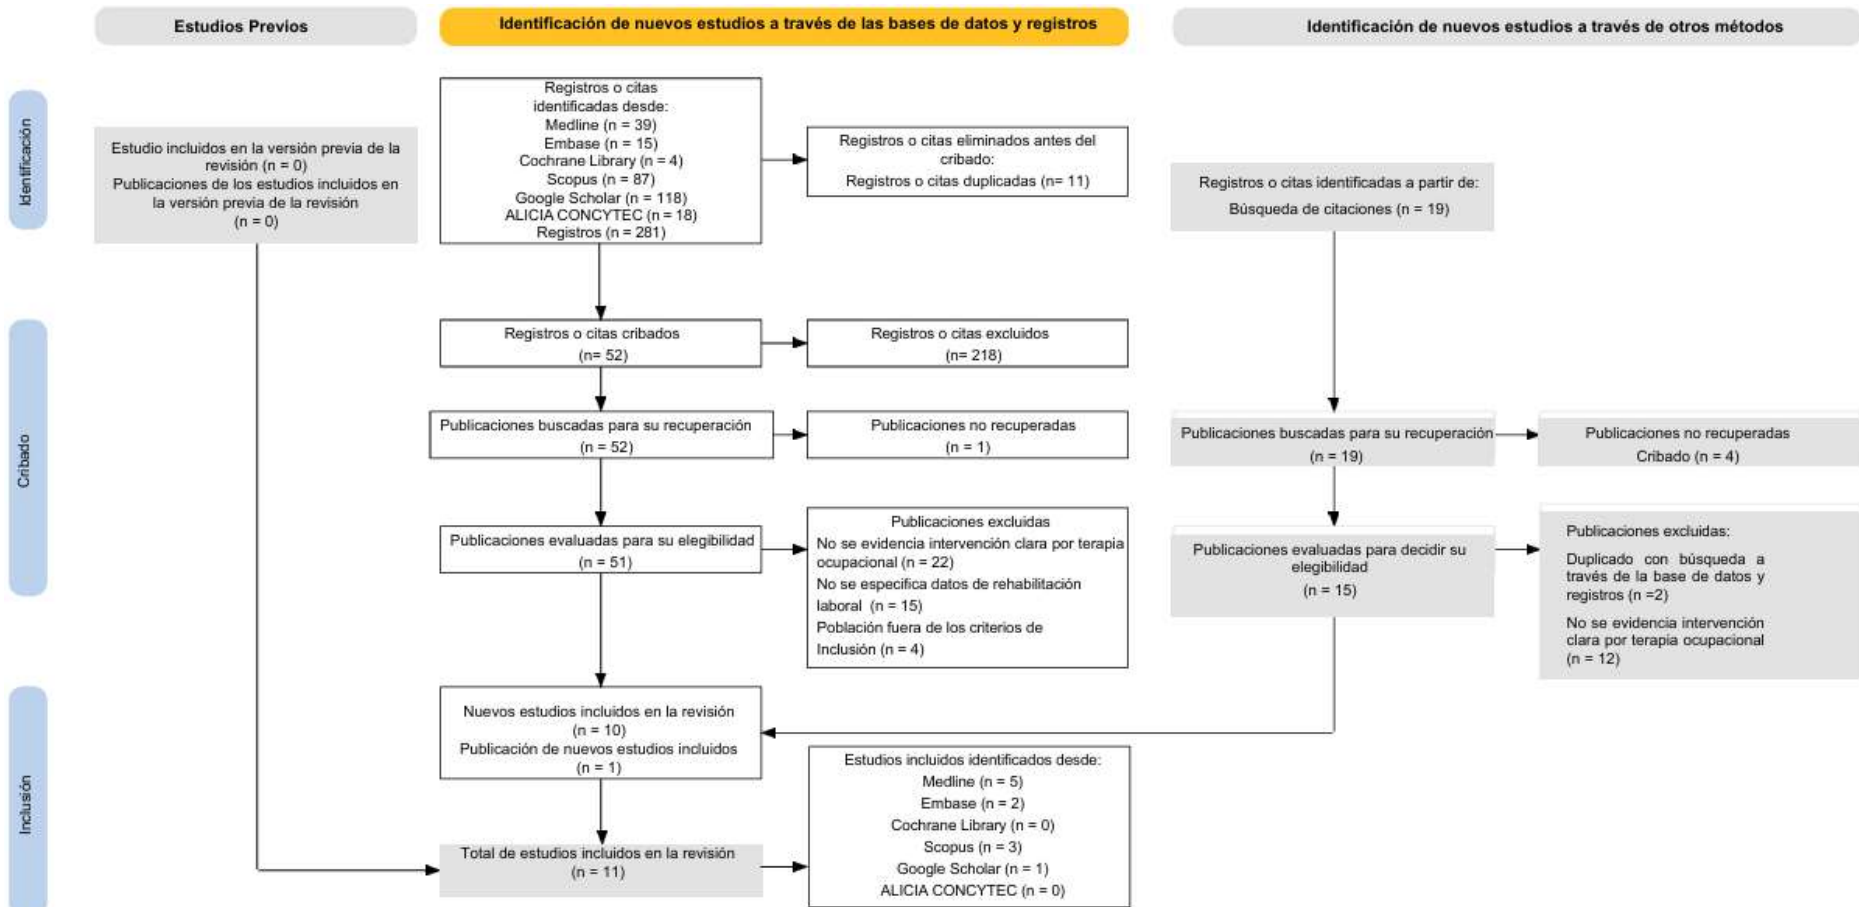 Estudios Previos
Identificación de nuevos estudios a través de las bases de datos y registros
Identificación de nuevos estudios a través de otros métodos
Identificación
Estudio incluidos en la versión previa de la
revisión (n = 0)
Publicaciones de los estudios incluidos en
la versión previa de la revisión
(n = 0)
Registros o citas
identificadas desde:
Medline (n = 39)
Embase (n = 15)
Cochrane Library (n = 4)
Scopus (n = 87)
Google Scholar (n = 118)
ALICIA CONCYTEC (n = 18)
Registros (n = 281)
Registros o citas eliminados antes del
cribado:
Registros o citas duplicadas (n= 11)
Registros o citas identificadas a partir de:
Búsqueda de citaciones (n = 19)
Cribado
Registros o citas cribados
(n= 52)
Registros o citas excluidos
(n= 218)
Publicaciones buscadas para su recuperación
(n = 52)
Publicaciones no recuperadas
(n = 1)
Publicaciones buscadas para su recuperación
(n = 19)
Publicaciones no recuperadas
Cribado (n = 4)
Publicaciones evaluadas para su elegibilidad
(n = 51)
Publicaciones excluidas
No se evidencia intervención clara por terapia
ocupacional (n = 22)
No se especifica datos de rehabilitación
laboral (n = 15)
Población fuera de los criterios de
Inclusión (n = 4)
Publicaciones evaluadas para decidir su
elegibilidad
(n = 15)
Publicaciones excluidas:
Duplicado con búsqueda a
través de la base de datos y
registros (n =2)
No se evidencia intervención
clara por terapia ocupacional
(n = 12)
Inclusión
Nuevos estudios incluidos en la revisión
(n = 10)
Publicación de nuevos estudios incluidos
(n = 1)
Total de estudios incluidos en la revisión
(n = 11)
Estudios incluidos identificados desde:
Medline (n = 5)
Embase (n = 2)
Cochrane Library (n = 0)
Scopus (n = 3)
Google Scholar (n = 1)
ALICIA CONCYTEC (n = 0)